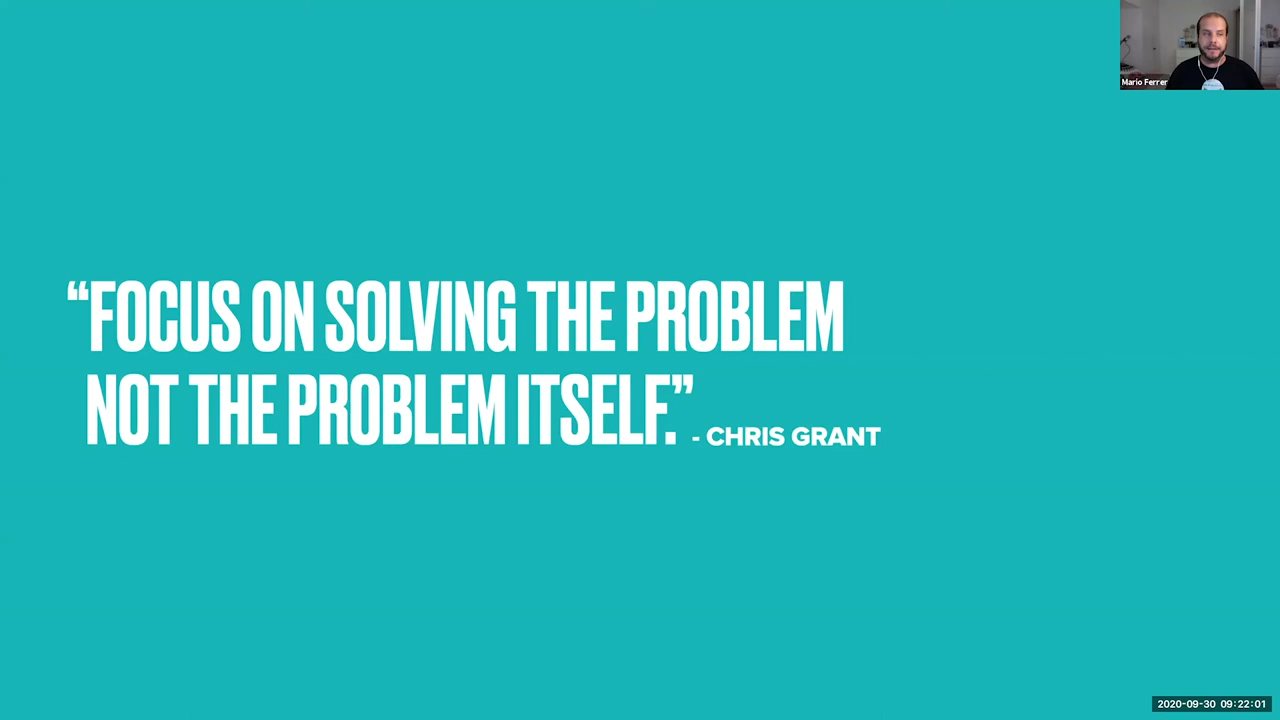 Mario Ferrer
“FOCUS ON SOLVING THE PROBLEM
NOT THE PROBLEM ITSELF.”
- CHRIS GRANT
2020-09-30 09:22:01